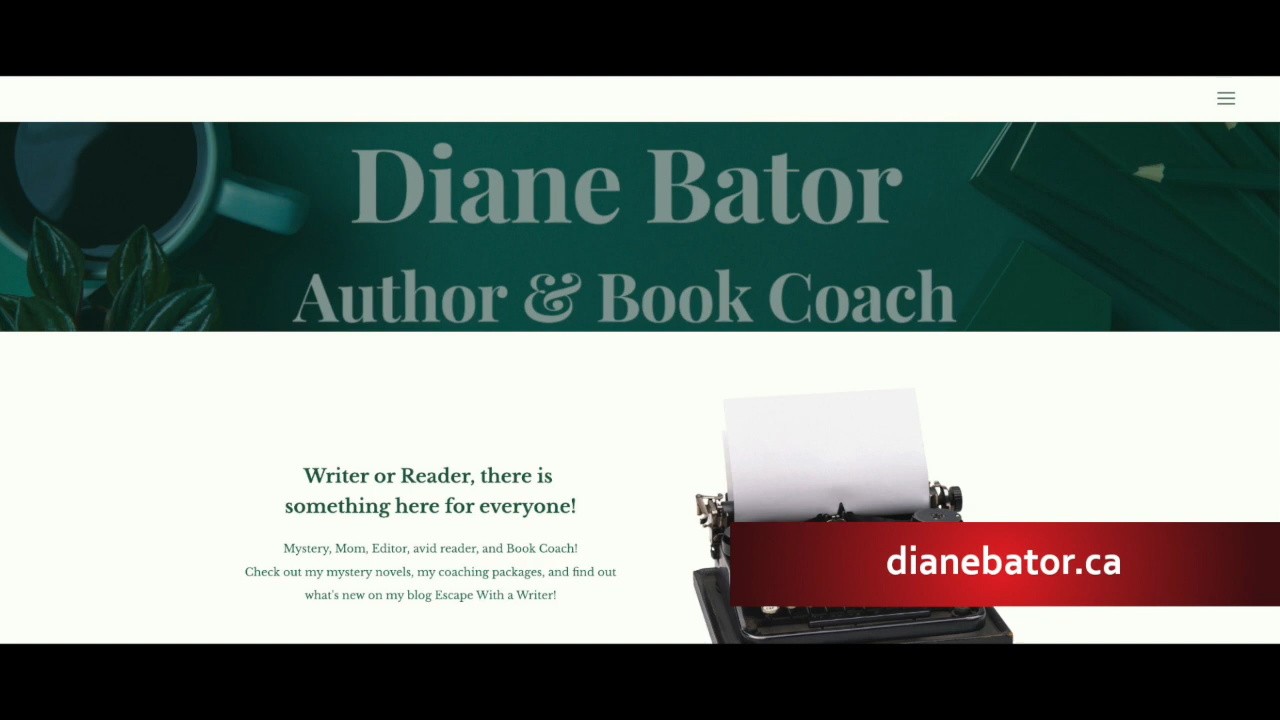 Diane Bator
Author & Book Coach
Writer or Reader, there is
something here for everyone!
Mystery, Mom, Editor, avid reader, and Book Coach!
Check out my mystery novels, my coaching packages, and find out
what's new on my blog Escape With a Writer!
dianebator.ca